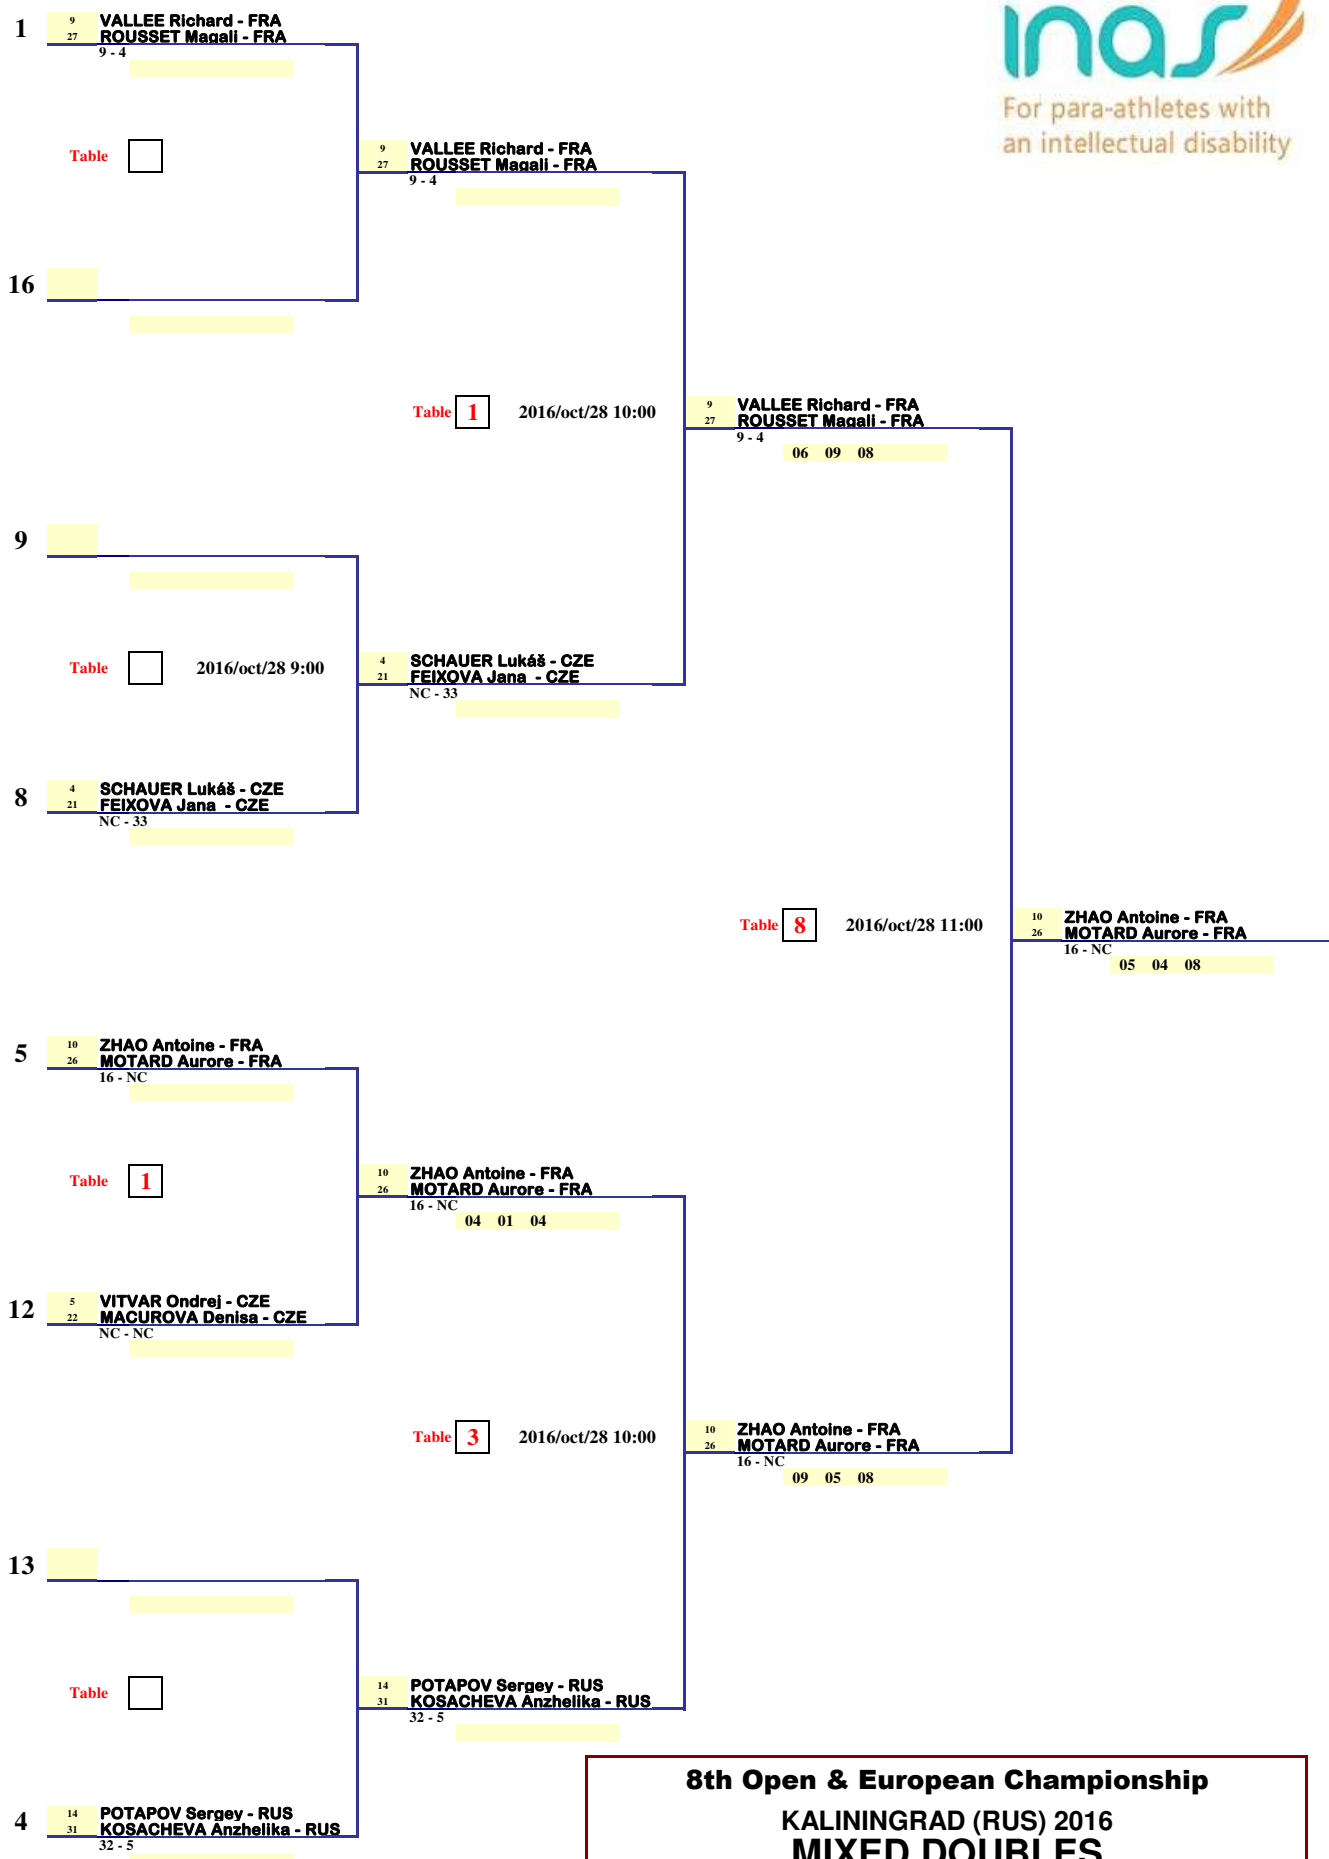 inas
For para-athletes with
an intellectual disability
1
9 VALLEE Richard - FRA
27 ROUSSET Magali - FRA
9 - 4
Table
9 VALLEE Richard - FRA
27 ROUSSET Magali - FRA
9 - 4
16
Table 1 2016/oct/28 10:00
9 VALLEE Richard - FRA
27 ROUSSET Magali - FRA
9 - 4
06 09 08
9
Table 2016/oct/28 9:00
4 SCHAUER Lukáš - CZE
21 FEIXOVA Jana - CZE
NC - 33
8
4 SCHAUER Lukáš - CZE
21 FEIXOVA Jana - CZE
NC - 33
Table 8 2016/oct/28 11:00
10 ZHAO Antoine - FRA
26 MOTARD Aurore - FRA
16 - NC
05 04 08
5
10 ZHAO Antoine - FRA
26 MOTARD Aurore - FRA
16 - NC
Table 1
10 ZHAO Antoine - FRA
26 MOTARD Aurore - FRA
16 - NC
04 01 04
12
5 VITVAR Ondrej - CZE
22 MACUROVA Denisa - CZE
NC - NC
Table 3 2016/oct/28 10:00
10 ZHAO Antoine - FRA
26 MOTARD Aurore - FRA
16 - NC
09 05 08
13
Table
14 POTAPOV Sergey - RUS
31 KOSACHEVA Anzhelika - RUS
32 - 5
4
14 POTAPOV Sergey - RUS
31 KOSACHEVA Anzhelika - RUS
32 - 5
8th Open & European Championship
KALININGRAD (RUS) 2016
MIXED DOUBLES